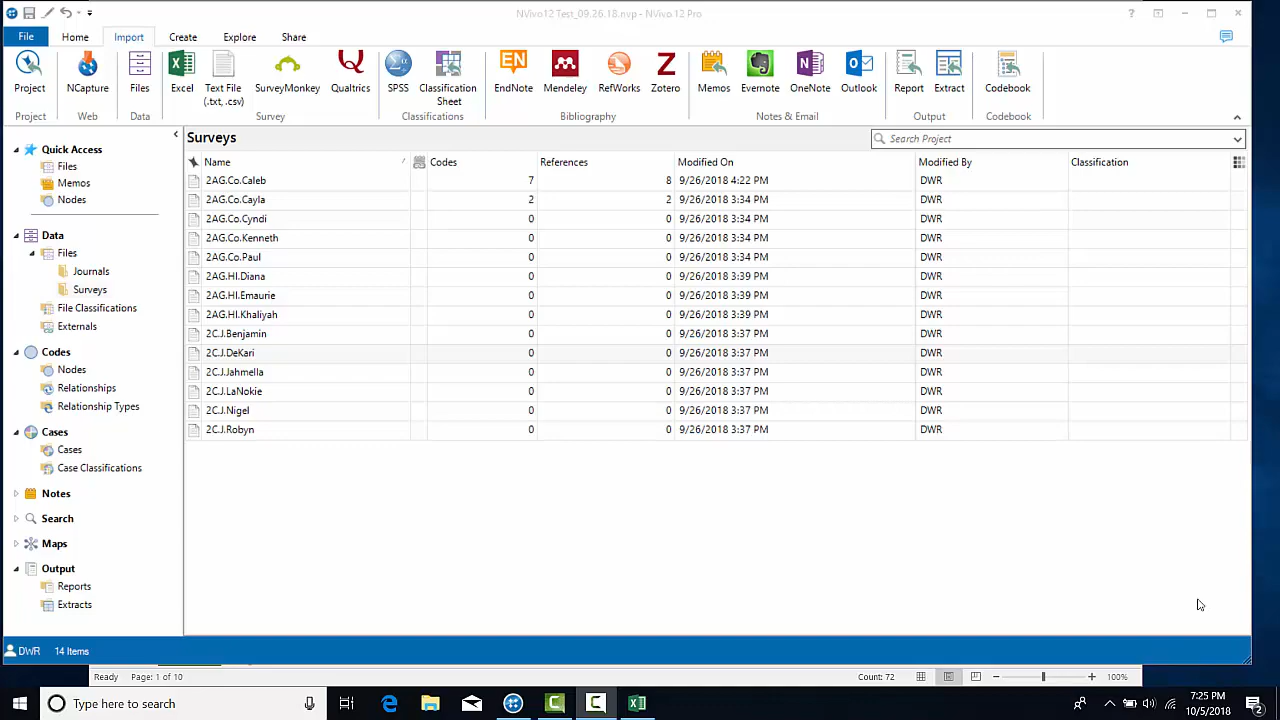 NVivo12 Test_09.26.18.nvp - NVivo 12 Pro
File Home Import Create Explore Share
Project NCapture Files Excel Text File (.txt, .csv) SurveyMonkey Qualtrics SPSS Classification Sheet EndNote Mendeley RefWorks Zotero Memos Evernote OneNote Outlook Report Extract Codebook
Project Web Data Survey Classifications Bibliography Notes & Email Output Codebook
Quick Access
Files
Memos
Nodes
Data
Files
Journals
Surveys
File Classifications
Externals
Codes
Nodes
Relationships
Relationship Types
Cases
Cases
Case Classifications
Notes
Search
Maps
Output
Reports
Extracts
Surveys
Search Project
Name Codes References Modified On Modified By Classification
2AG.Co.Caleb 7 8 9/26/2018 4:22 PM DWR
2AG.Co.Cayla 2 2 9/26/2018 3:34 PM DWR
2AG.Co.Cyndi 0 0 9/26/2018 3:34 PM DWR
2AG.Co.Kenneth 0 0 9/26/2018 3:34 PM DWR
2AG.Co.Paul 0 0 9/26/2018 3:34 PM DWR
2AG.HI.Diana 0 0 9/26/2018 3:39 PM DWR
2AG.HI.Emaurie 0 0 9/26/2018 3:39 PM DWR
2AG.HI.Khaliyah 0 0 9/26/2018 3:39 PM DWR
2C.J.Benjamin 0 0 9/26/2018 3:37 PM DWR
2C.J.DeKari 0 0 9/26/2018 3:37 PM DWR
2C.J.Jahmella 0 0 9/26/2018 3:37 PM DWR
2C.J.LaNokie 0 0 9/26/2018 3:37 PM DWR
2C.J.Nigel 0 0 9/26/2018 3:37 PM DWR
2C.J.Robyn 0 0 9/26/2018 3:37 PM DWR
DWR 14 Items
Ready Page: 1 of 10 Count: 72 100%
Type here to search
7:25 PM
10/5/2018
2